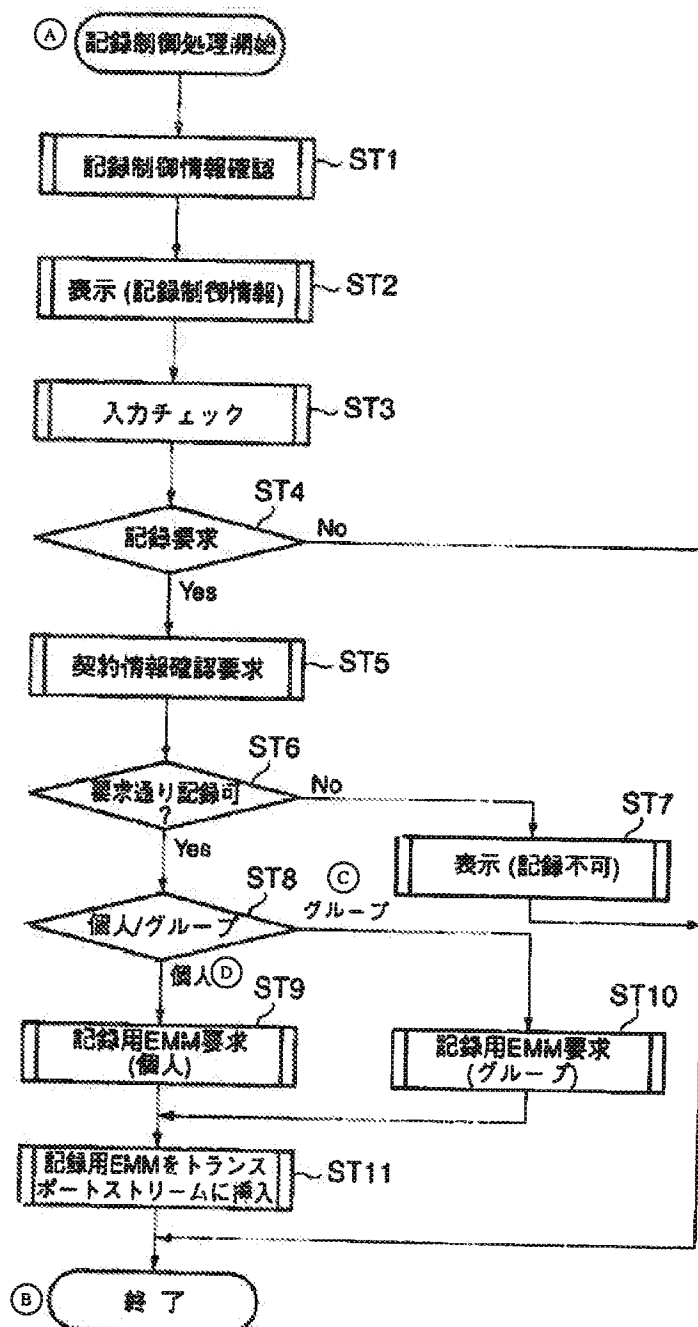 A 記録制御処理開始
記録制御情報確認 ST1
表示 (記録制御情報) ST2
入力チェック ST3
ST4
記録要求 No
Yes
契約情報確認要求 ST5
ST6
要求通り記録可 No
?
Yes
ST7
表示 (記録不可)
ST8 C
個人/グループ グループ
個人 D
ST9
記録用EMM要求
(個人)
ST10
記録用EMM要求
(グループ)
記録用EMMをトランス
ポートストリームに挿入 ST11
B 終了